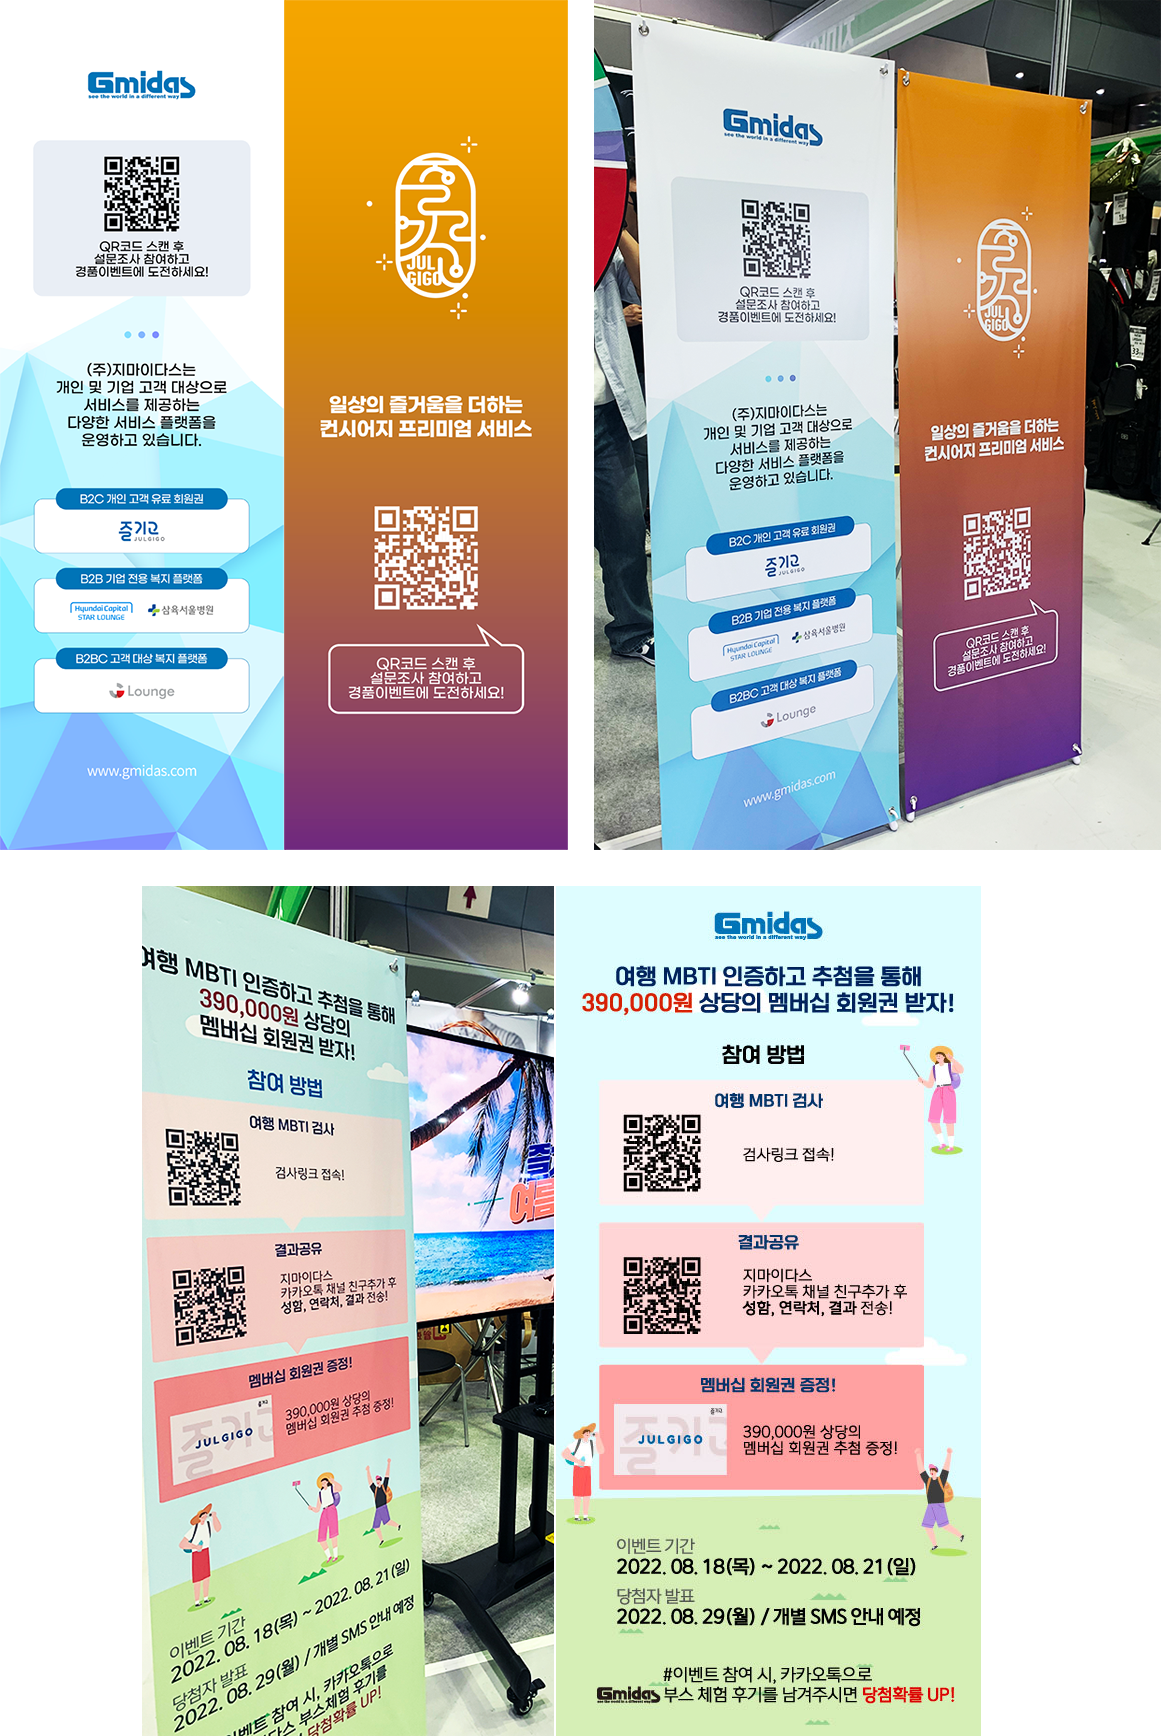 Gmidas
see the world in a different way
QR코드 스캔 후
설문조사 참여하고
경품이벤트에 도전하세요!
(주)지마이다스는
개인 및 기업 고객 대상으로
서비스를 제공하는
다양한 서비스 플랫폼을
운영하고 있습니다.
B2C 개인 고객 유료 회원권
즐기고
JULGIGO
B2B 기업 전용 복지 플랫폼
Hyundai Capital
STAR LOUNGE
삼육서울병원
B2BC 고객 대상 복지 플랫폼
Lounge
www.gmidas.com
JUL
GIGO
일상의 즐거움을 더하는
컨시어지 프리미엄 서비스
QR코드 스캔 후
설문조사 참여하고
경품이벤트에 도전하세요!
Gmidas
see the world in a different way
QR코드 스캔 후
설문조사 참여하고
경품이벤트에 도전하세요!
(주)지마이다스는
개인 및 기업 고객 대상으로
서비스를 제공하는
다양한 서비스 플랫폼을
운영하고 있습니다.
B2C 개인 고객 유료 회원권
즐기고
JULGIGO
B2B 기업 전용 복지 플랫폼
Hyundai Capital
STAR LOUNGE
삼육서울병원
B2BC 고객 대상 복지 플랫폼
Lounge
www.gmidas.com
JUL
GIGO
일상의 즐거움을 더하는
컨시어지 프리미엄 서비스
QR코드 스캔 후
설문조사 참여하고
경품이벤트에 도전하세요!
여행 MBTI 인증하고 추첨을 통해
390,000원 상당의
멤버십 회원권 받자!
참여 방법
여행 MBTI 검사
검사링크 접속!
결과공유
지마이다스
카카오톡 채널 친구추가 후
성함, 연락처, 결과 전송!
멤버십 회원권 증정!
즐기고
JULGIGO
390,000원 상당의
멤버십 회원권 추첨 증정!
이벤트 기간
2022. 08. 18(목) ~ 2022. 08. 21(일)
당첨자 발표
2022. 08. 29(월) / 개별 SMS 안내 예정
이벤트 참여 시, 카카오톡으로
다스 부스체험 후기를
당첨확률 UP!
여름
Gmidas
see the world in a different way
여행 MBTI 인증하고 추첨을 통해
390,000원 상당의 멤버십 회원권 받자!
참여 방법
여행 MBTI 검사
검사링크 접속!
결과공유
지마이다스
카카오톡 채널 친구추가 후
성함, 연락처, 결과 전송!
멤버십 회원권 증정!
즐기고
JULGIGO
390,000원 상당의
멤버십 회원권 추첨 증정!
이벤트 기간
2022. 08. 18(목) ~ 2022. 08. 21(일)
당첨자 발표
2022. 08. 29(월) / 개별 SMS 안내 예정
#이벤트 참여 시, 카카오톡으로
Gmidas 부스 체험 후기를 남겨주시면 당첨확률 UP!